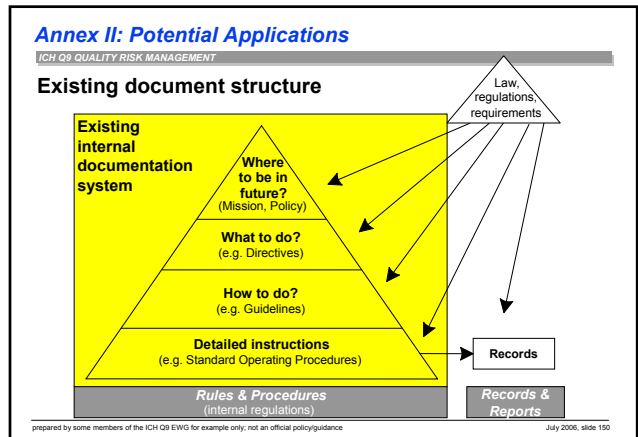 Annex II: Potential Applications
ICH Q9 QUALITY RISK MANAGEMENT
Existing document structure
Law,
regulations,
requirements
Existing
internal
documentation
system
Where
to be in
future?
(Mission, Policy)
What to do?
(e.g. Directives)
How to do?
(e.g. Guidelines)
Detailed instructions
(e.g. Standard Operating Procedures)
Records
Rules & Procedures
(internal regulations)
Records &
Reports
prepared by some members of the ICH Q9 EWG for example only; not an official policy/guidance
July 2006, slide 150